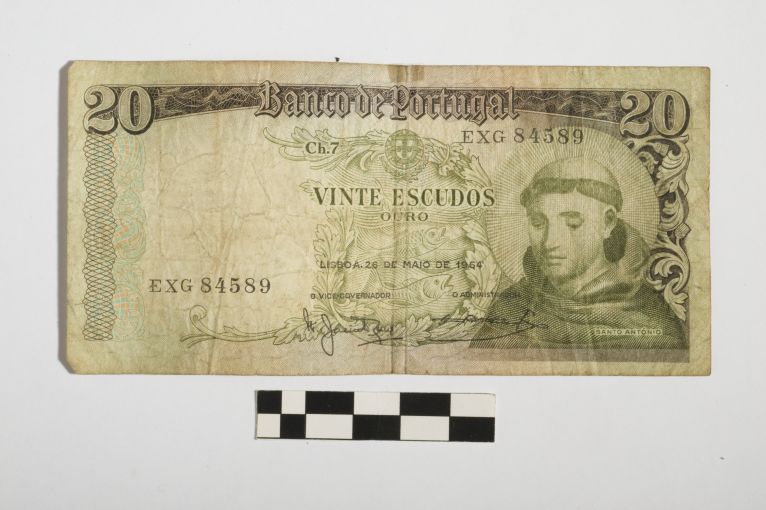 20 Banco de Portugal 20
EXG 84589
Ch.7
VINTE ESCUDOS
OURO
LISBOA, 26 DE MAIO DE 1964
EXG 84589
O VICE-GOVERNADOR O ADMINISTRADOR
SANTO ANTONIO